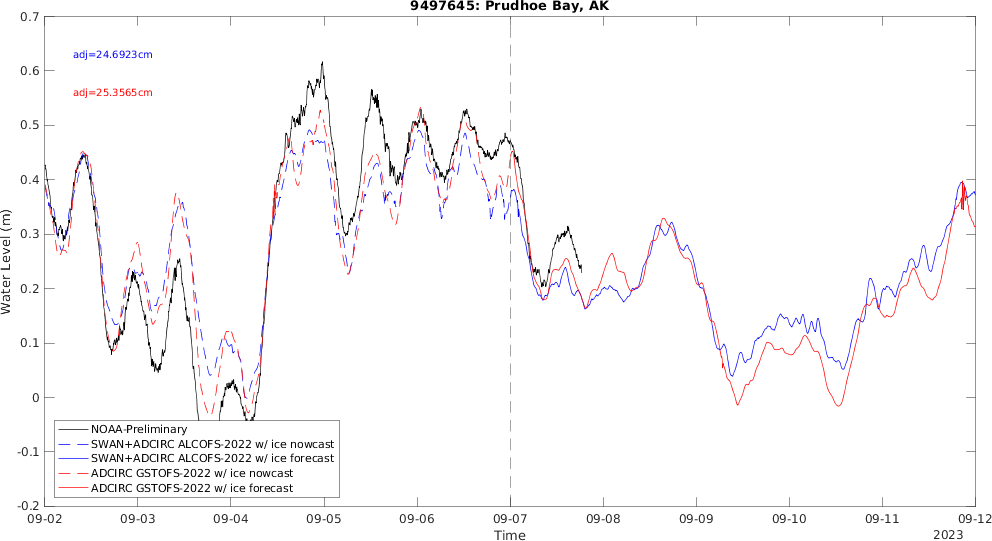 9497645: Prudhoe Bay, AK
0.7
0.6
0.5
0.4
0.3
0.2
0.1
0
-0.1
-0.2
Water Level (m)
adj=24.6923cm
adj=25.3565cm
NOAA-Preliminary
SWAN+ADCIRC ALCOFS-2022 w/ ice nowcast
SWAN+ADCIRC ALCOFS-2022 w/ ice forecast
ADCIRC GSTOFS-2022 w/ ice nowcast
ADCIRC GSTOFS-2022 w/ ice forecast
09-02 09-03 09-04 09-05 09-06 09-07 09-08 09-09 09-10 09-11 09-12
Time
2023